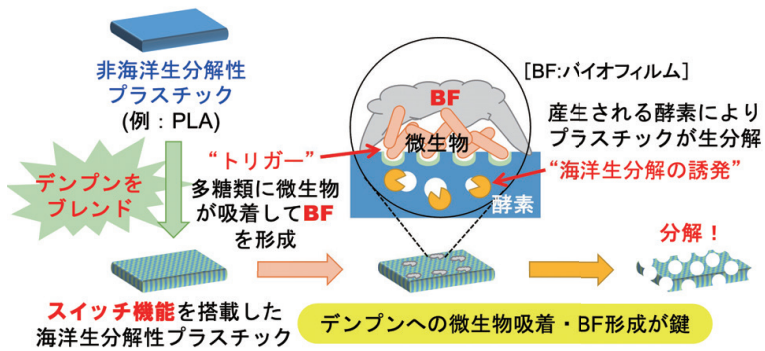 非海洋生分解性
プラスチック
(例：PLA)
デンプンを
ブレンド
スイッチ機能を搭載した
海洋生分解性プラスチック
“トリガー”
多糖類に微生物
が吸着してBF
を形成
BF
微生物
酵素
[BF:バイオフィルム]
産生される酵素により
プラスチックが生分解
“海洋生分解の誘発”
分解！
デンプンへの微生物吸着・BF形成が鍵